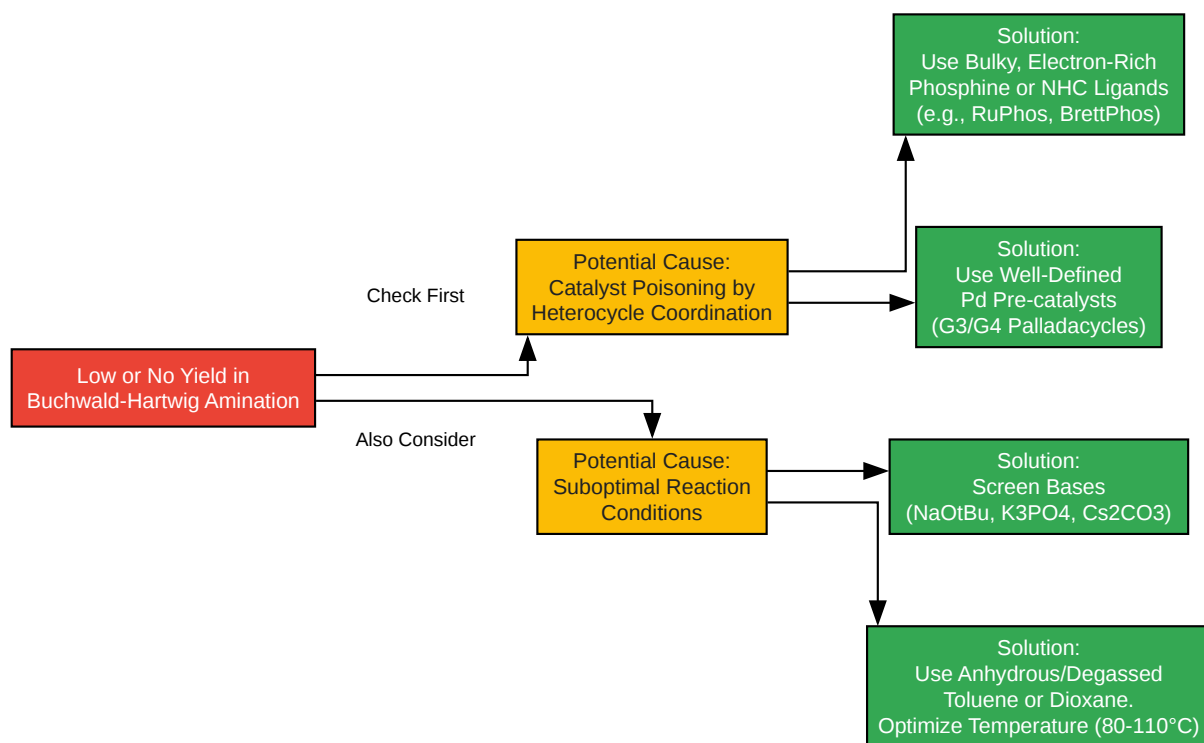 Low or No Yield in
Buchwald-Hartwig Amination
Check First
Also Consider
Potential Cause:
Catalyst Poisoning by
Heterocycle Coordination
Potential Cause:
Suboptimal Reaction
Conditions
Solution:
Use Bulky, Electron-Rich
Phosphine or NHC Ligands
(e.g., RuPhos, BrettPhos)
Solution:
Use Well-Defined
Pd Pre-catalysts
(G3/G4 Palladacycles)
Solution:
Screen Bases
(NaOtBu, K3PO4, Cs2CO3)
Solution:
Use Anhydrous/Degassed
Toluene or Dioxane.
Optimize Temperature (80-110°C)